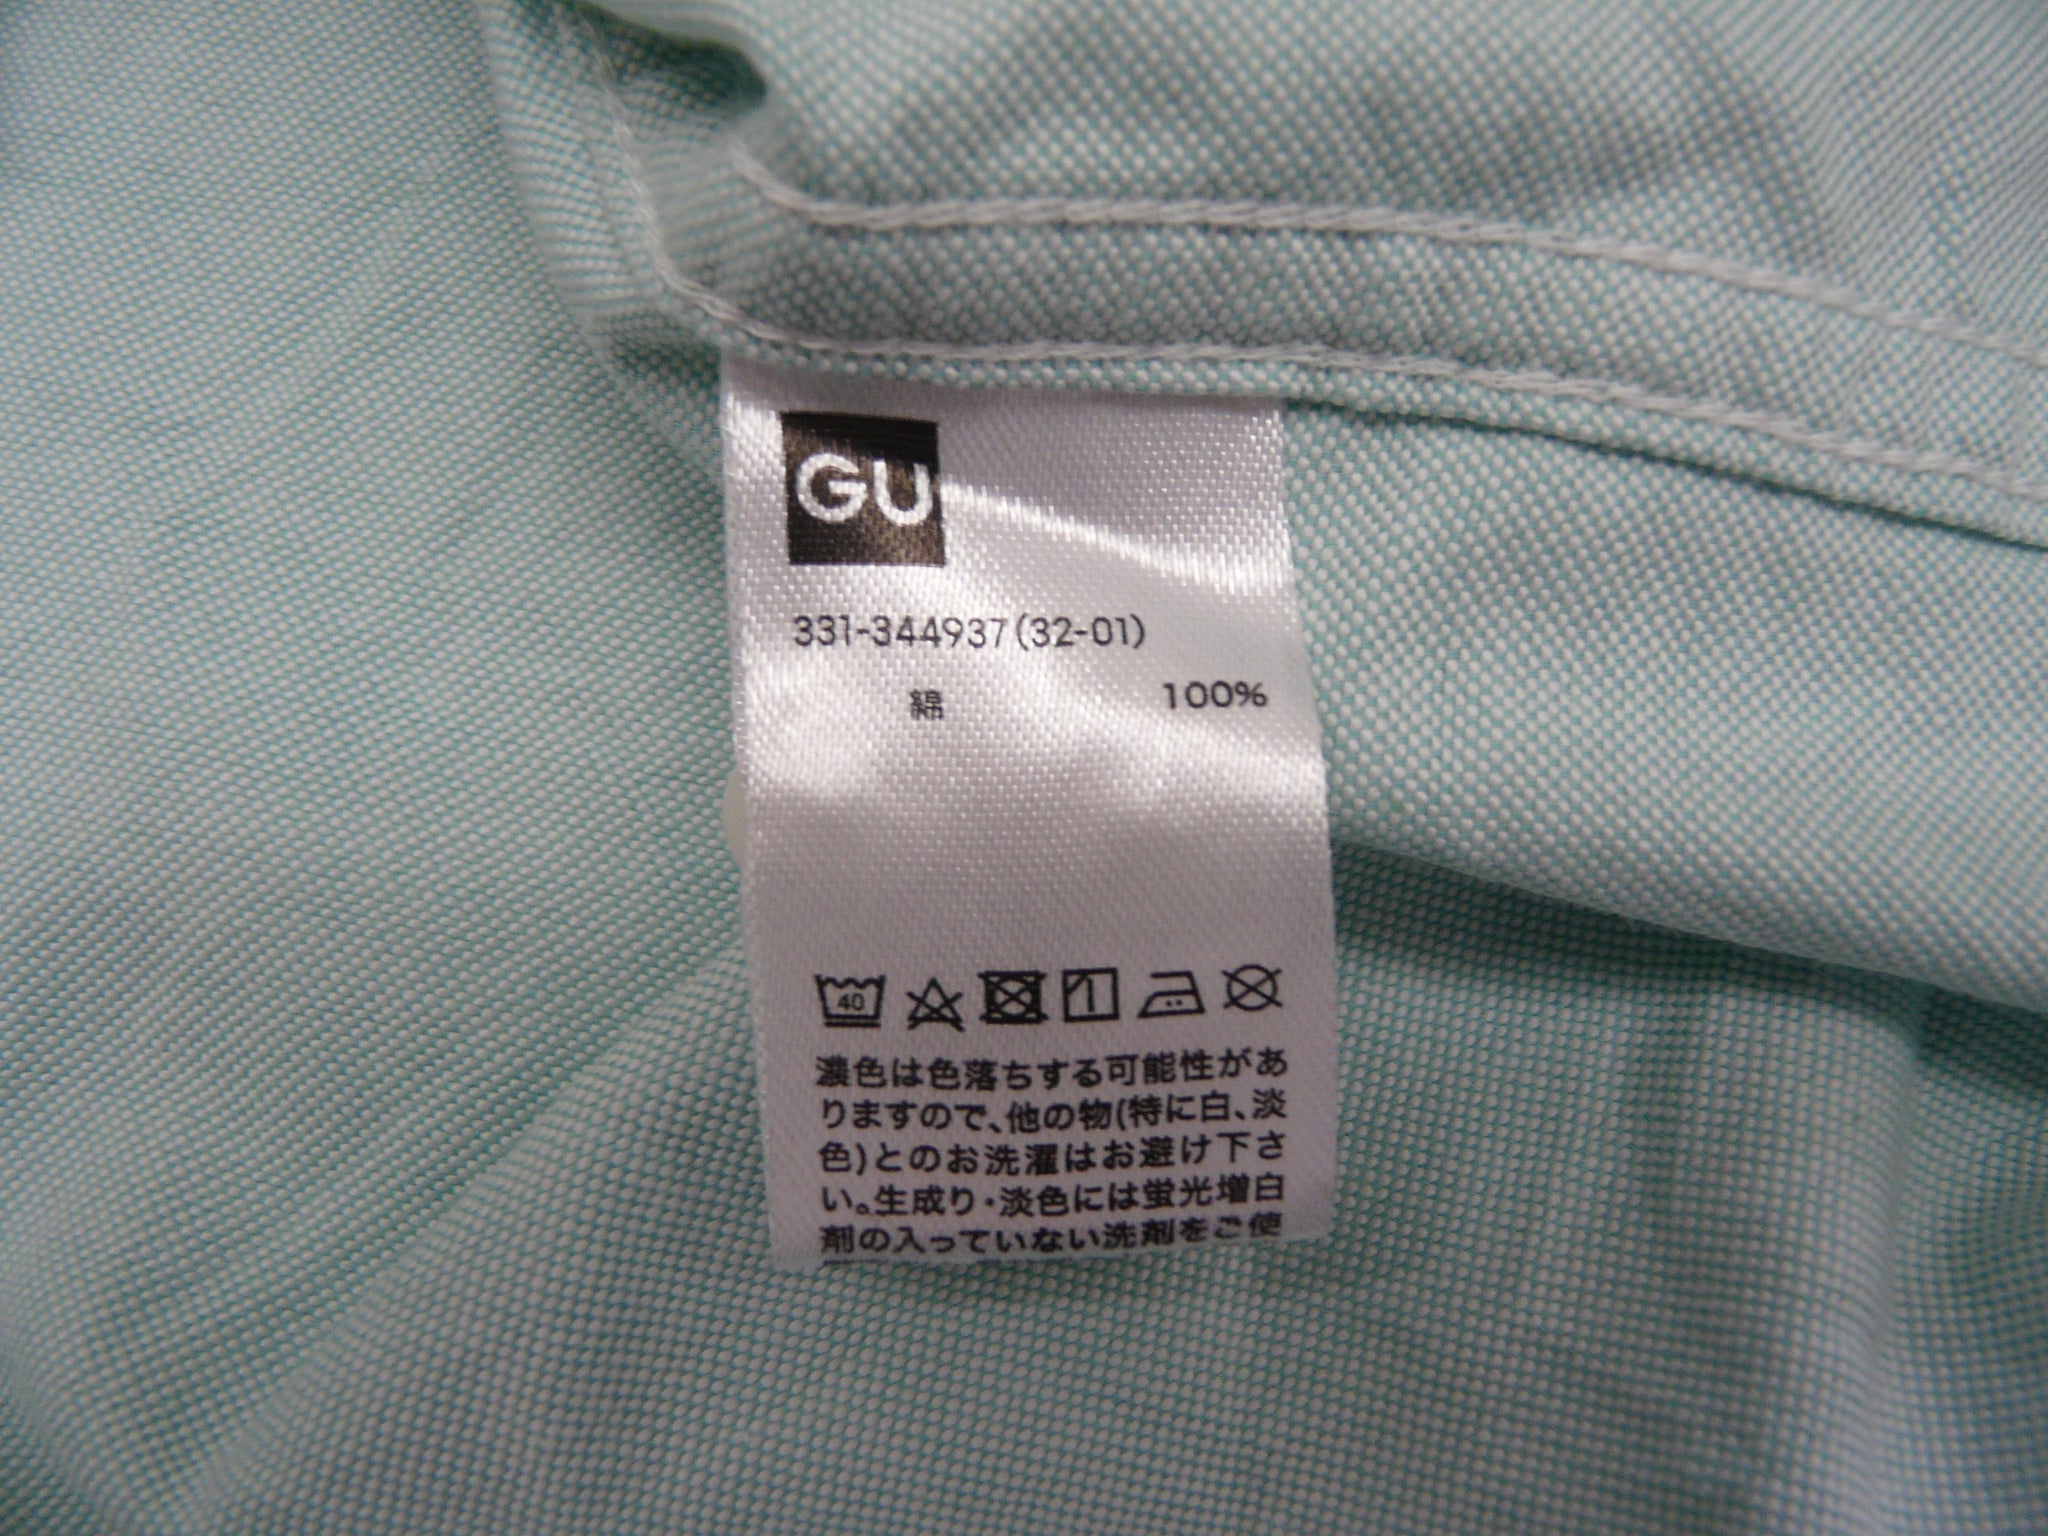 GU
331-344937(32-01)
綿 100%
40
濃色は色落ちする可能性があ
りますので、他の物(特に白、淡
色)とのお洗濯はお避け下さ
い。生成り・淡色には蛍光増白
剤の入っていない洗剤をご使